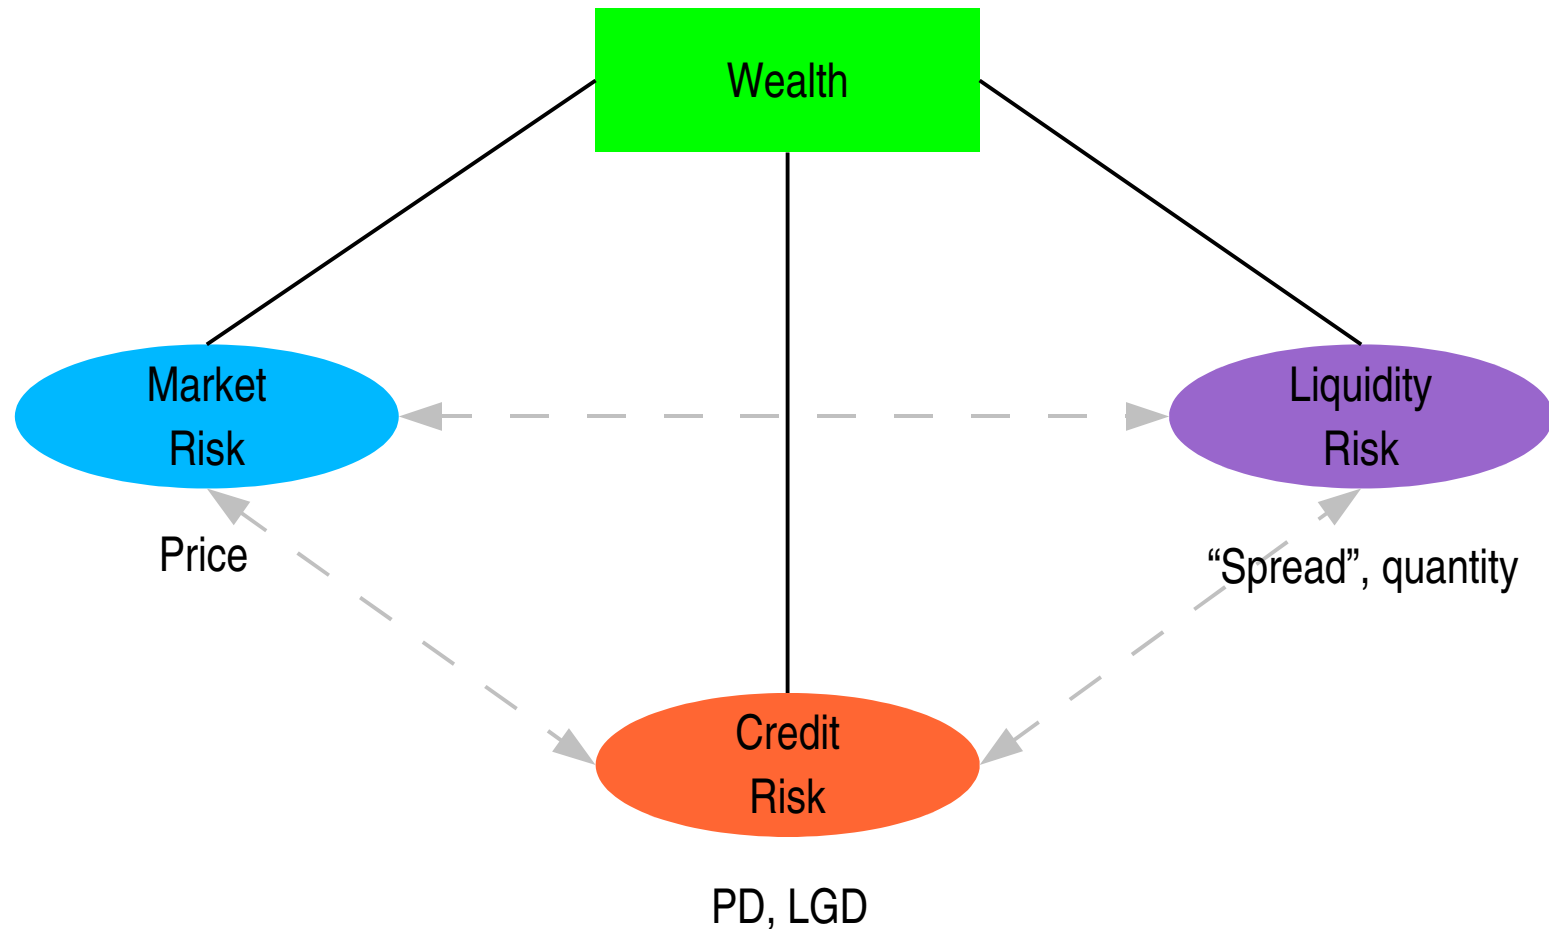 Wealth
Market
Risk
Liquidity
Risk
Price
“Spread”, quantity
Credit
Risk
PD, LGD